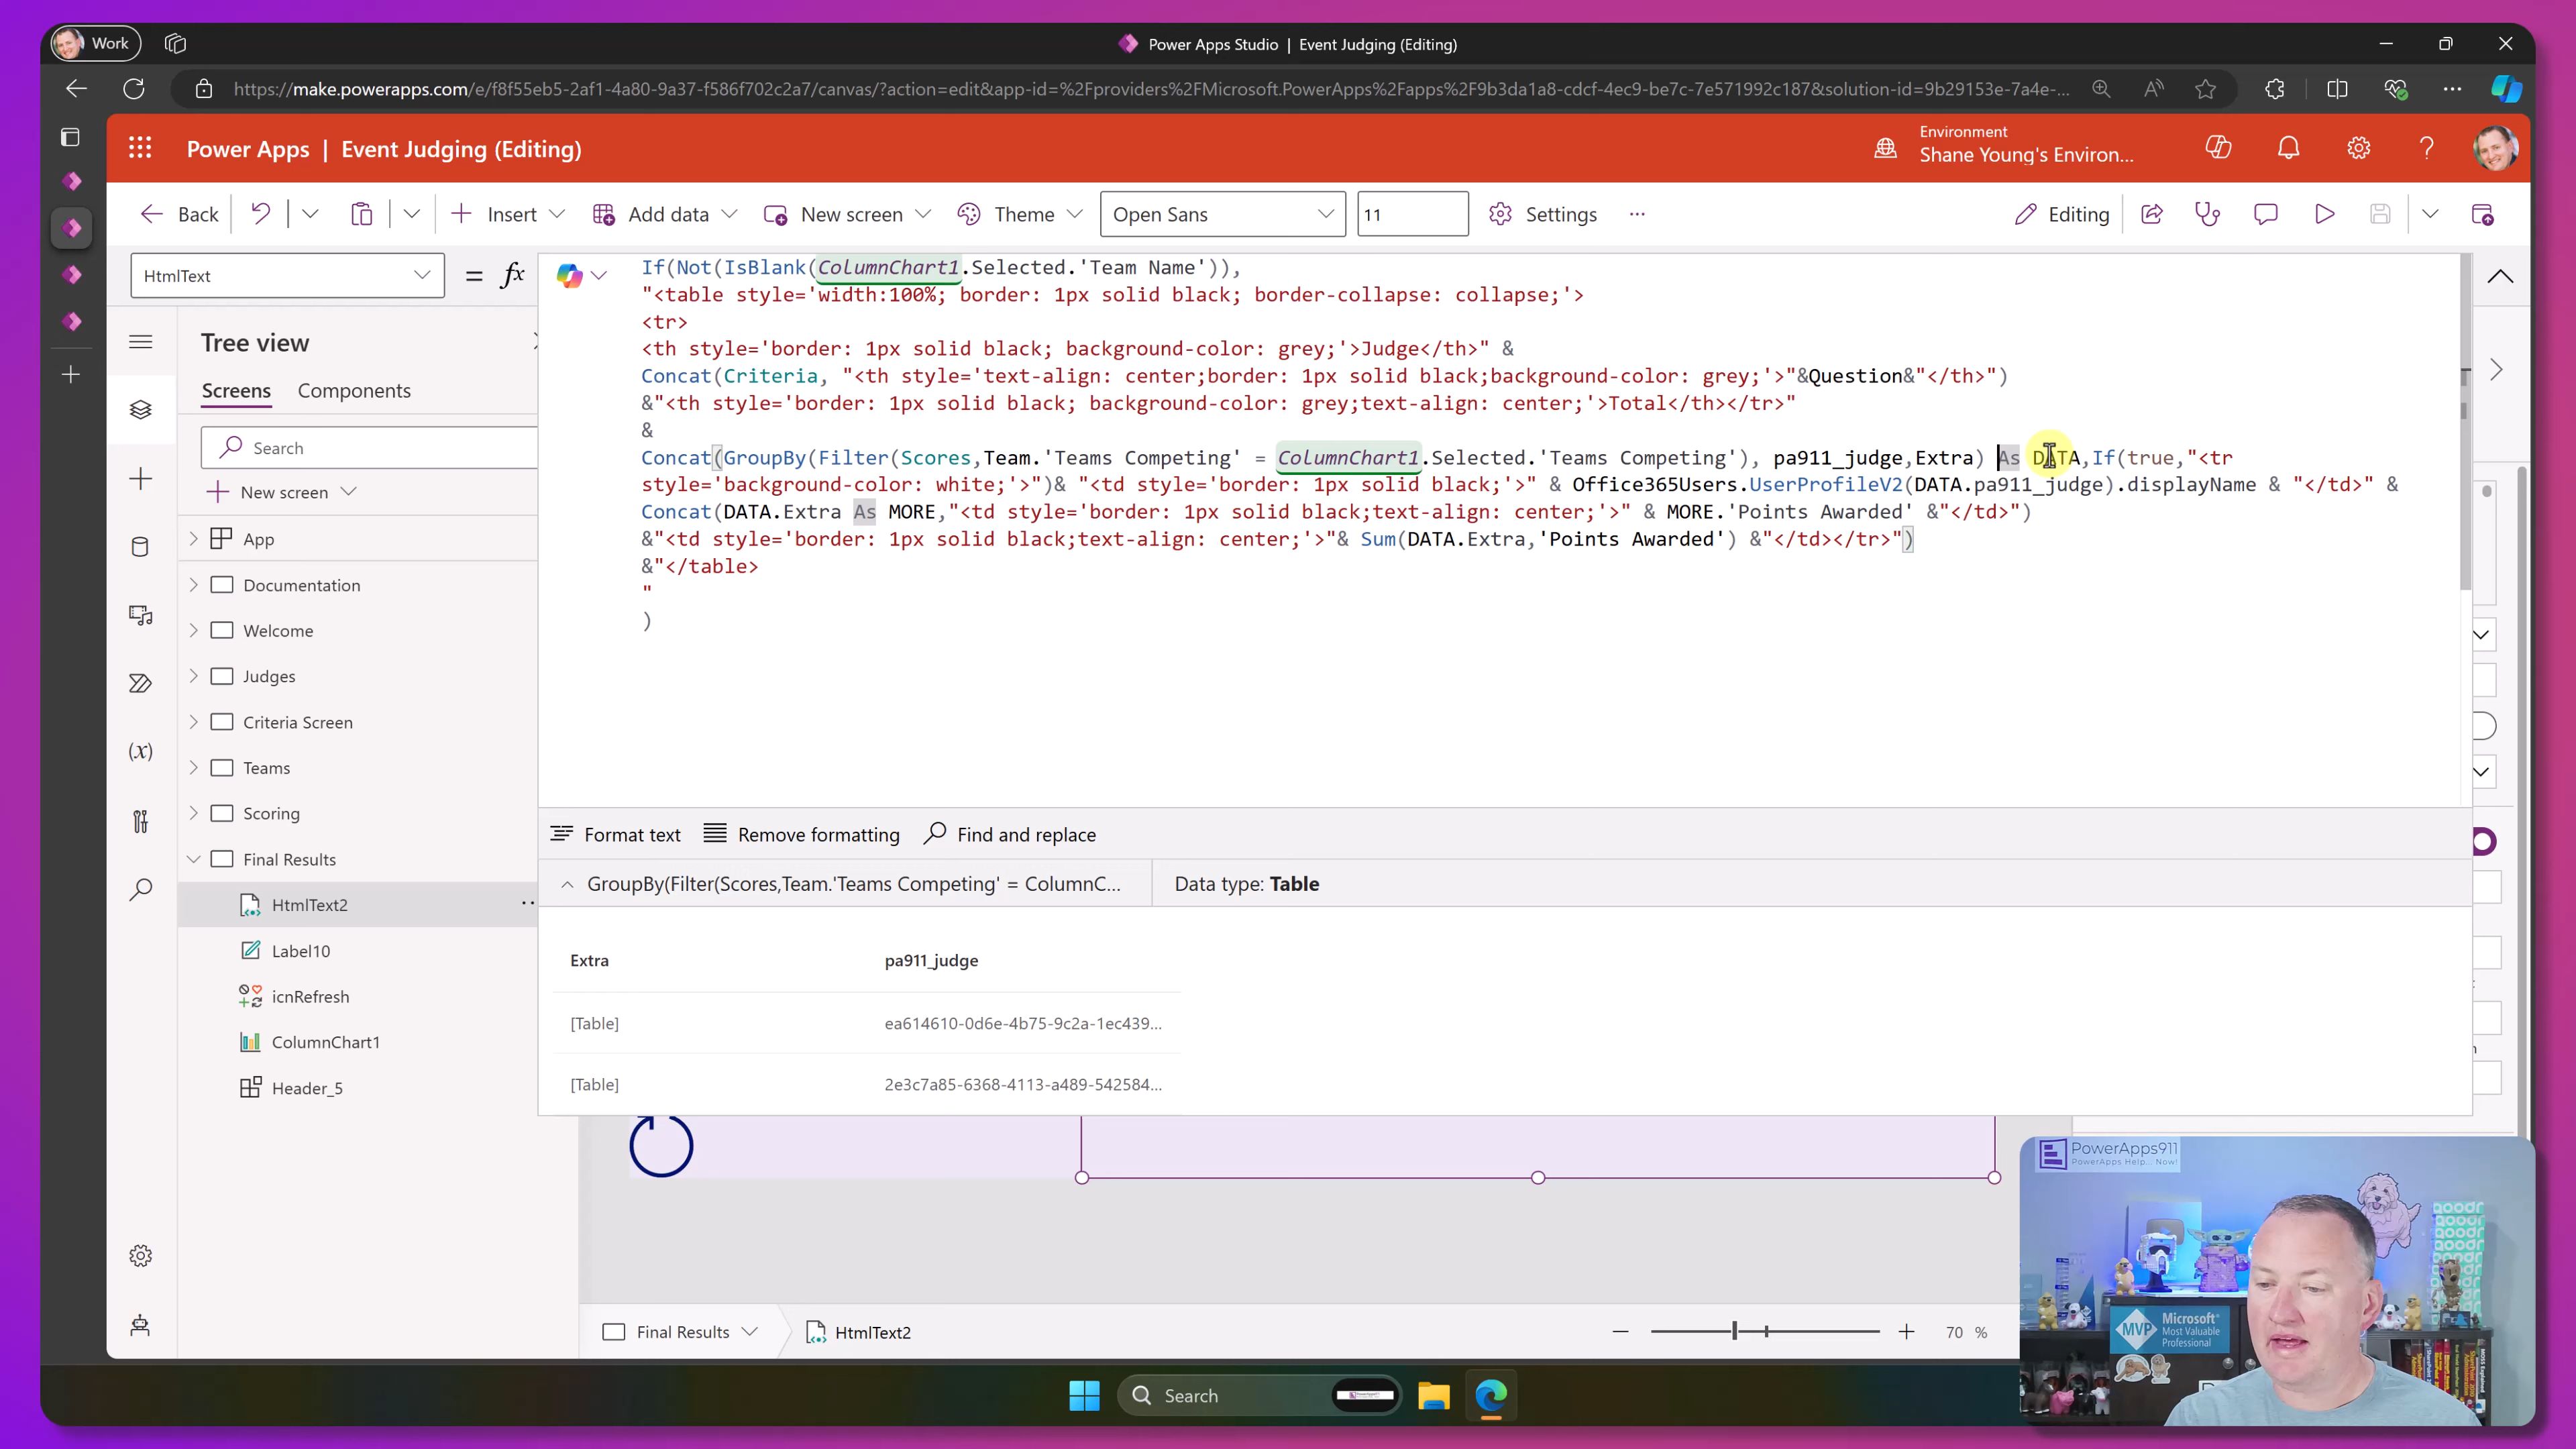 Work
Power Apps Studio | Event Judging (Editing)
https://make.powerapps.com/e/f8f55eb5-2af1-4a80-9a37-f586f702c2a7/canvas/?action=edit&app-id=%2Fproviders%2FMicrosoft.PowerApps%2Fapps%2F9b3da1a8-cdcf-4ec9-be7c-7e571992c187&solution-id=9b29153e-7a4e-...
Power Apps | Event Judging (Editing)
Environment
Shane Young's Environ...
Back
Insert
Add data
New screen
Theme
Open Sans
11
Settings
Editing
HtmlText
= fx
If(Not(IsBlank(ColumnChart1.Selected.'Team Name')),
"<table style='width:100%; border: 1px solid black; border-collapse: collapse;'>
<tr>
<th style='border: 1px solid black; background-color: grey;'>Judge</th>" &
Concat(Criteria, "<th style='text-align: center;border: 1px solid black;background-color: grey;'>"&Question&"</th>")
&"<th style='border: 1px solid black; background-color: grey;text-align: center;'>Total</th></tr>"
&
Concat(GroupBy(Filter(Scores,Team.'Teams Competing' = ColumnChart1.Selected.'Teams Competing'), pa911_judge,Extra) As DATA,If(true,"<tr
style='background-color: white;'>")& "<td style='border: 1px solid black;'>" & Office365Users.UserProfileV2(DATA.pa911_judge).displayName & "</td>" &
Concat(DATA.Extra As MORE,"<td style='border: 1px solid black;text-align: center;'>" & MORE.'Points Awarded' &"</td>")
&"<td style='border: 1px solid black;text-align: center;'>"& Sum(DATA.Extra,'Points Awarded') &"</td></tr>")
&"</table>
"
)
Tree view
Screens
Components
Search
New screen
App
Documentation
Welcome
Judges
Criteria Screen
Teams
Scoring
Final Results
HtmlText2
Label10
icnRefresh
ColumnChart1
Header_5
Format text
Remove formatting
Find and replace
GroupBy(Filter(Scores,Team.'Teams Competing' = ColumnC...
Data type: Table
Extra
pa911_judge
[Table]
ea614610-0d6e-4b75-9c2a-1ec439...
[Table]
2e3c7a85-6368-4113-a489-542584...
Final Results
HtmlText2
70 %
PowerApps911
PowerApps Help... Now!
MVP
Microsoft
Most Valuable
Professional
Search